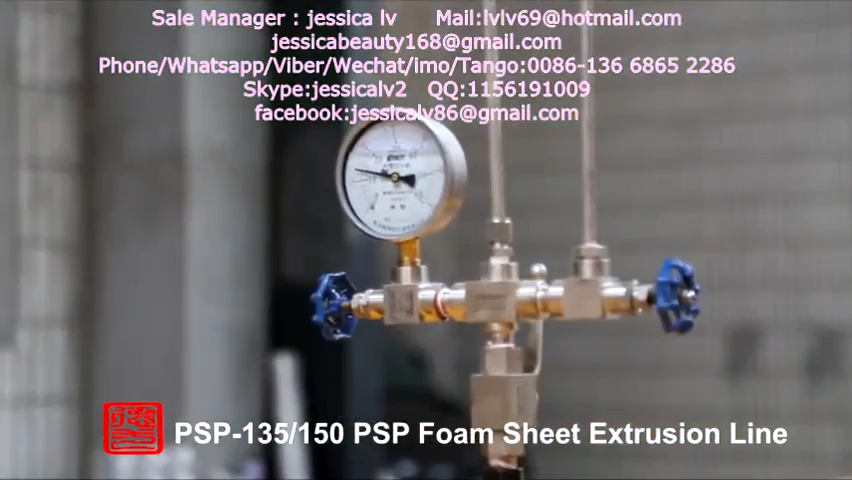 Sale Manager : jessica lv Mail:lvlv69@hotmail.com
jessicabeauty168@gmail.com
Phone/Whatsapp/Viber/Wechat/imo/Tango:0086-136 6865 2286
Skype:jessicalv2 QQ:1156191009
facebook:jessicalv86@gmail.com
PSP-135/150 PSP Foam Sheet Extrusion Line